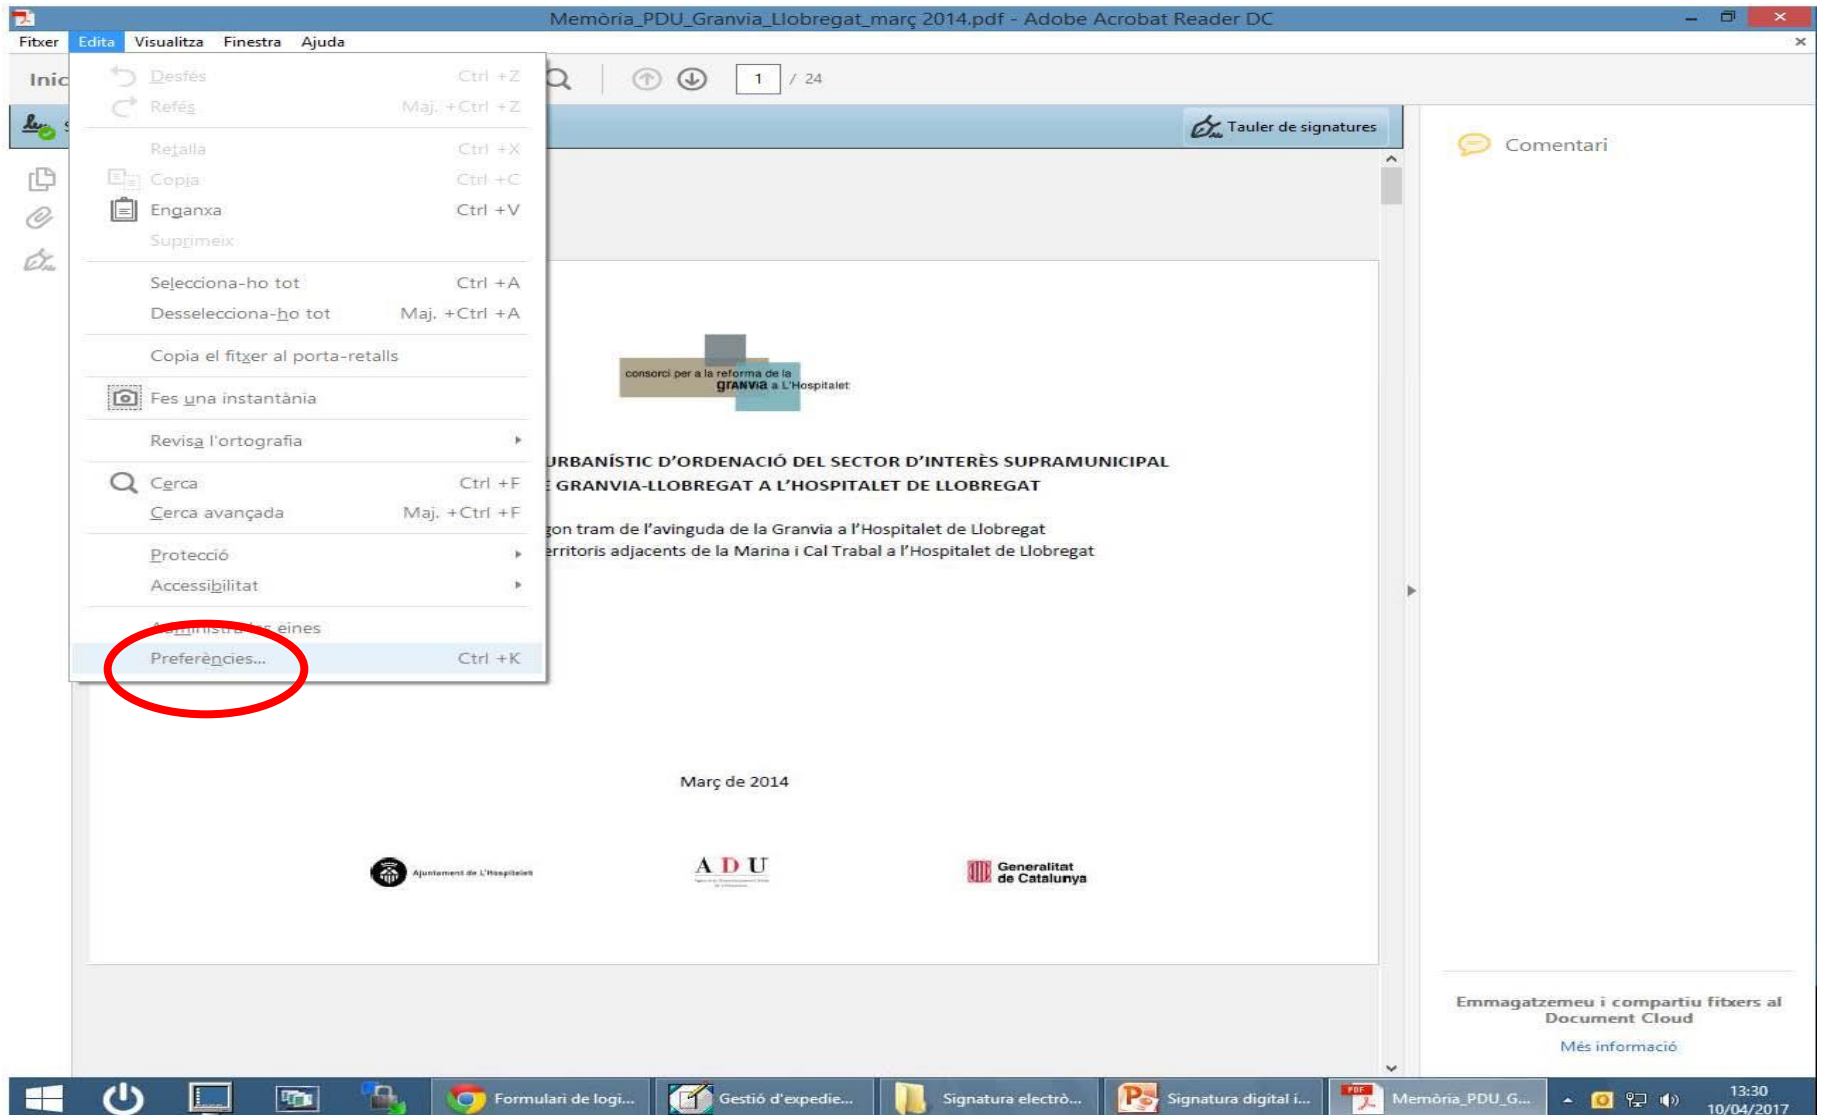 Memòria_PDU_Granvia_Llobregat_març 2014.pdf - Adobe Acrobat Reader DC
Fitxer Edita Visualitza Finestra Ajuda
Inic
1 / 24
Desfés Ctrl +Z
Refés Maj. +Ctrl +Z
Retalla Ctrl +X
Copia Ctrl +C
Enganxa Ctrl +V
Suprimeix
Selecciona-ho tot Ctrl +A
Desselecciona-ho tot Maj. +Ctrl +A
Copia el fitxer al porta-retalls
Fes una instantània
Revisa l'ortografia
Cerca Ctrl +F
Cerca avançada Maj. +Ctrl +F
Protecció
Accessibilitat
Administra les eines
Preferències... Ctrl +K
Tauler de signatures
Comentari
consorci per a la reforma de la
granvia a L'Hospitalet
URBANÍSTIC D'ORDENACIÓ DEL SECTOR D'INTERÈS SUPRAMUNICIPAL
E GRANVIA-LLOBREGAT A L'HOSPITALET DE LLOBREGAT
gon tram de l'avinguda de la Granvia a l'Hospitalet de Llobregat
erritoris adjacents de la Marina i Cal Trabal a l'Hospitalet de Llobregat
Març de 2014
Ajuntament de L'Hospitalet
A D U
Generalitat
de Catalunya
Emmagatzemeu i compartiu fitxers al
Document Cloud
Més informació
Formulari de logi... Gestió d'expedie... Signatura electrò... Signatura digital i... Memòria_PDU_G...
13:30
10/04/2017